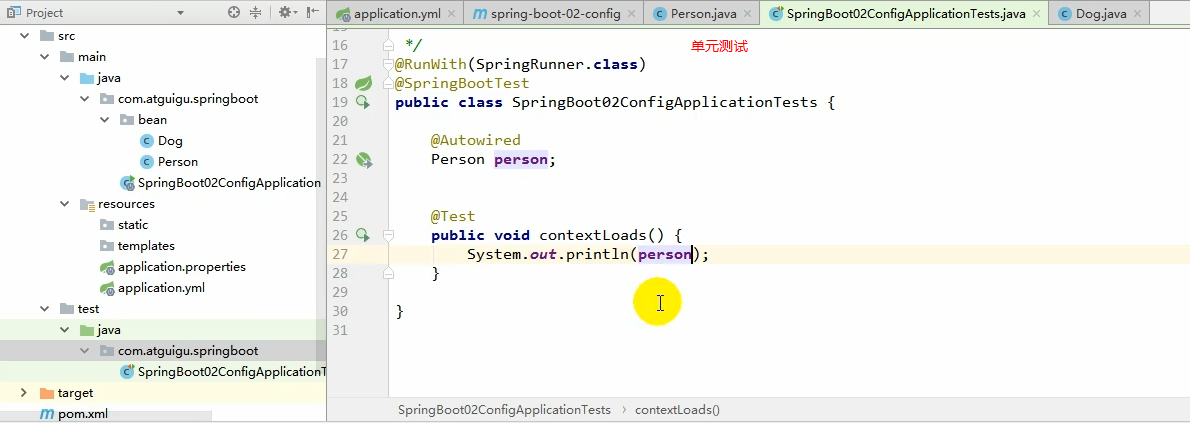 Project
application.yml
spring-boot-02-config
Person.java
SpringBoot02ConfigApplicationTests.java
Dog.java
src
main
java
com.atguigu.springboot
bean
Dog
Person
SpringBoot02ConfigApplication
resources
static
templates
application.properties
application.yml
test
java
com.atguigu.springboot
SpringBoot02ConfigApplicationT
target
pom.xml
单元测试
16 */
17 @RunWith(SpringRunner.class)
18 @SpringBootTest
19 public class SpringBoot02ConfigApplicationTests {
20
21 @Autowired
22 Person person;
23
24
25 @Test
26 public void contextLoads() {
27 System.out.println(person);
28 }
29
30 }
31
SpringBoot02ConfigApplicationTests › contextLoads()